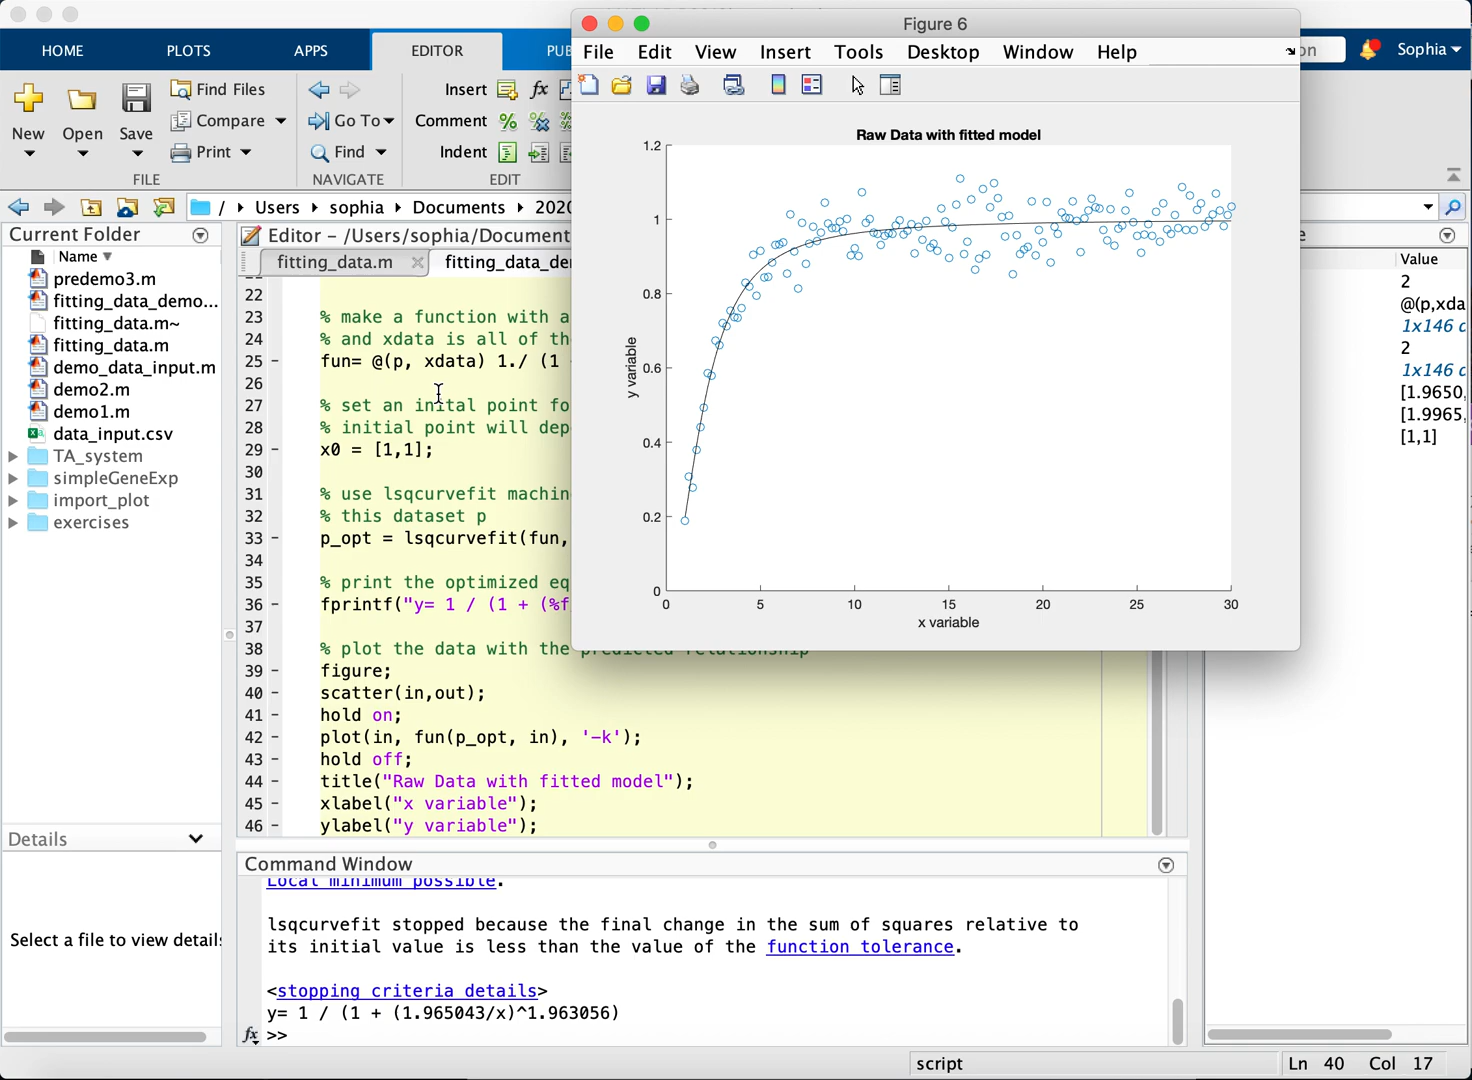 Figure 6
HOME PLOTS APPS EDITOR PUB
File Edit View Insert Tools Desktop Window Help
Sophia
New Open Save
Find Files
Compare
Print
FILE
Go To
Find
NAVIGATE
Insert fx
Comment
Indent
EDIT
/ Users sophia Documents 2020
Current Folder
Name
predemo3.m
fitting_data_demo...
fitting_data.m~
fitting_data.m
demo_data_input.m
demo2.m
demo1.m
data_input.csv
TA_system
simpleGeneExp
import_plot
exercises
Details
Select a file to view details
Editor - /Users/sophia/Document
fitting_data.m fitting_data_de
22
23 % make a function with a
24 % and xdata is all of th
25 - fun= @(p, xdata) 1./ (1
26
27 % set an inital point fo
28 % initial point will dep
29 - x0 = [1,1];
30
31 % use lsqcurvefit machin
32 % this dataset p
33 - p_opt = lsqcurvefit(fun,
34
35 % print the optimized eq
36 - fprintf("y= 1 / (1 + (%f
37
38 % plot the data with the predicted relationship
39 - figure;
40 - scatter(in,out);
41 - hold on;
42 - plot(in, fun(p_opt, in), '-k');
43 - hold off;
44 - title("Raw Data with fitted model");
45 - xlabel("x variable");
46 - ylabel("y variable");
Raw Data with fitted model
1.2
1
0.8
0.6
0.4
0.2
0
y variable
0 5 10 15 20 25 30
x variable
Value
2
@(p,xda
1x146 d
2
1x146 d
[1.9650,
[1.9965,
[1,1]
Command Window
Local minimum possible.
lsqcurvefit stopped because the final change in the sum of squares relative to
its initial value is less than the value of the function tolerance.
<stopping criteria details>
y= 1 / (1 + (1.965043/x)^1.963056)
fx >>
script Ln 40 Col 17